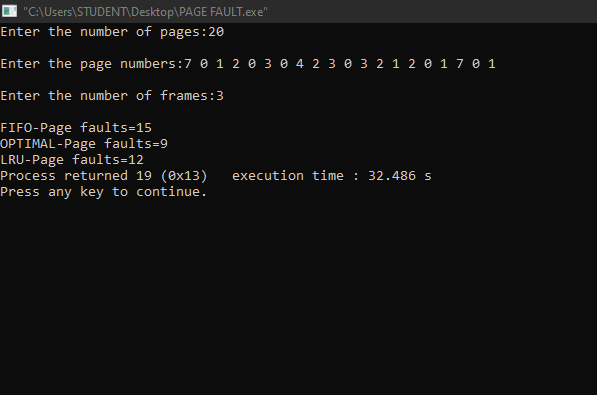 "C:\Users\STUDENT\Desktop\PAGE FAULT.exe"
Enter the number of pages:20
Enter the page numbers:7 0 1 2 0 3 0 4 2 3 0 3 2 1 2 0 1 7 0 1
Enter the number of frames:3
FIFO-Page faults=15
OPTIMAL-Page faults=9
LRU-Page faults=12
Process returned 19 (0x13)   execution time : 32.486 s
Press any key to continue.